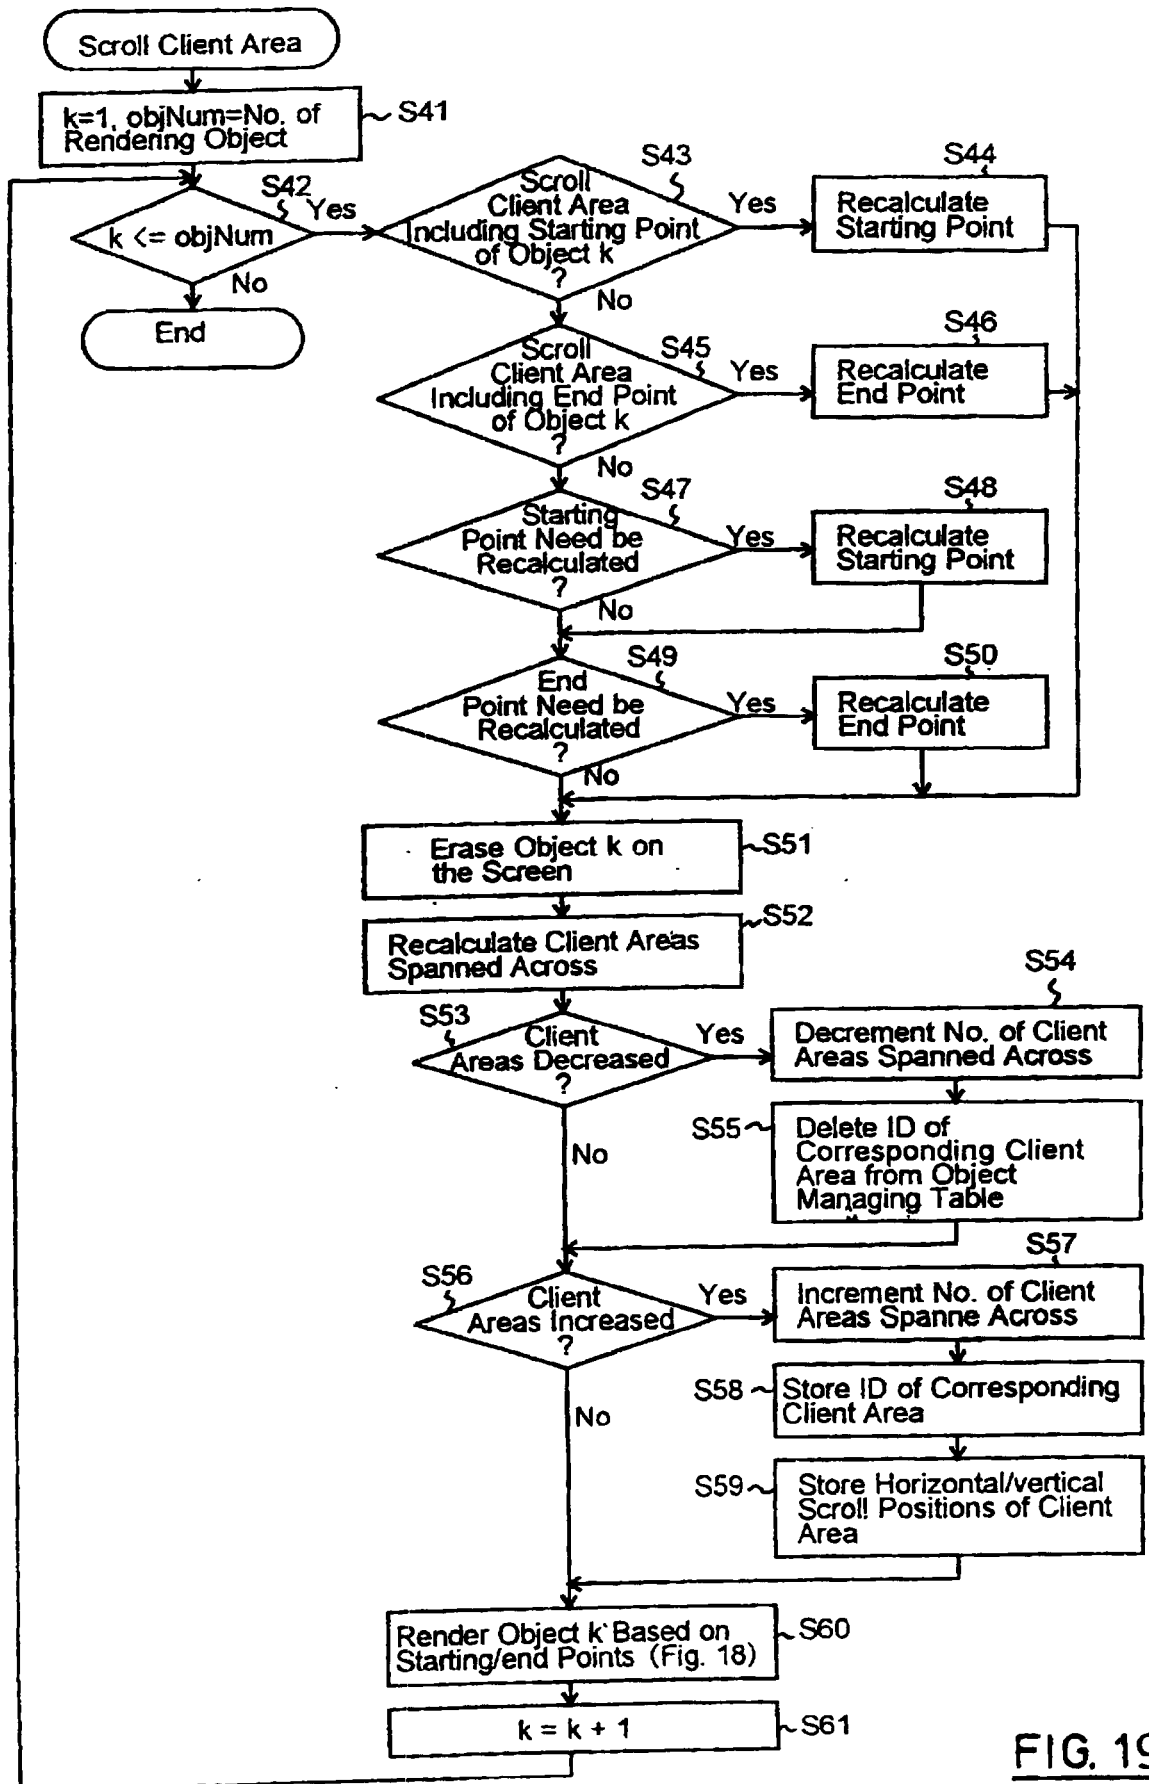 Scroll Client Area
k=1, objNum=No. of
Rendering Object
S41
S42
k <= objNum
Yes
No
End
S43
Scroll
Client Area
Including Starting Point
of Object k
?
Yes
No
S44
Recalculate
Starting Point
S45
Scroll
Client Area
Including End Point
of Object k
?
Yes
No
S46
Recalculate
End Point
S47
Starting
Point Need be
Recalculated
?
Yes
No
S48
Recalculate
Starting Point
S49
End
Point Need be
Recalculated
?
Yes
No
S50
Recalculate
End Point
Erase Object k on
the Screen
S51
S52
Recalculate Client Areas
Spanned Across
S53
Client
Areas Decreased
?
Yes
No
S54
Decrement No. of Client
Areas Spanned Across
S55
Delete ID of
Corresponding Client
Area from Object
Managing Table
S56
Client
Areas Increased
?
Yes
No
S57
Increment No. of Client
Areas Spanne Across
S58
Store ID of Corresponding
Client Area
S59
Store Horizontal/vertical
Scroll Positions of Client
Area
Render Object k Based on
Starting/end Points (Fig. 18)
S60
k = k + 1
S61
FIG. 19